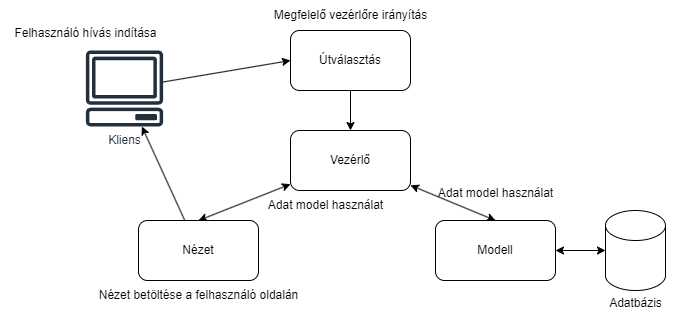 Megfelelő vezérlőre irányítás
Felhasználó hívás indítása
Útválasztás
Kliens
Vezérlő
Adat model használat
Adat model használat
Nézet
Modell
Nézet betöltése a felhasználó oldalán
Adatbázis